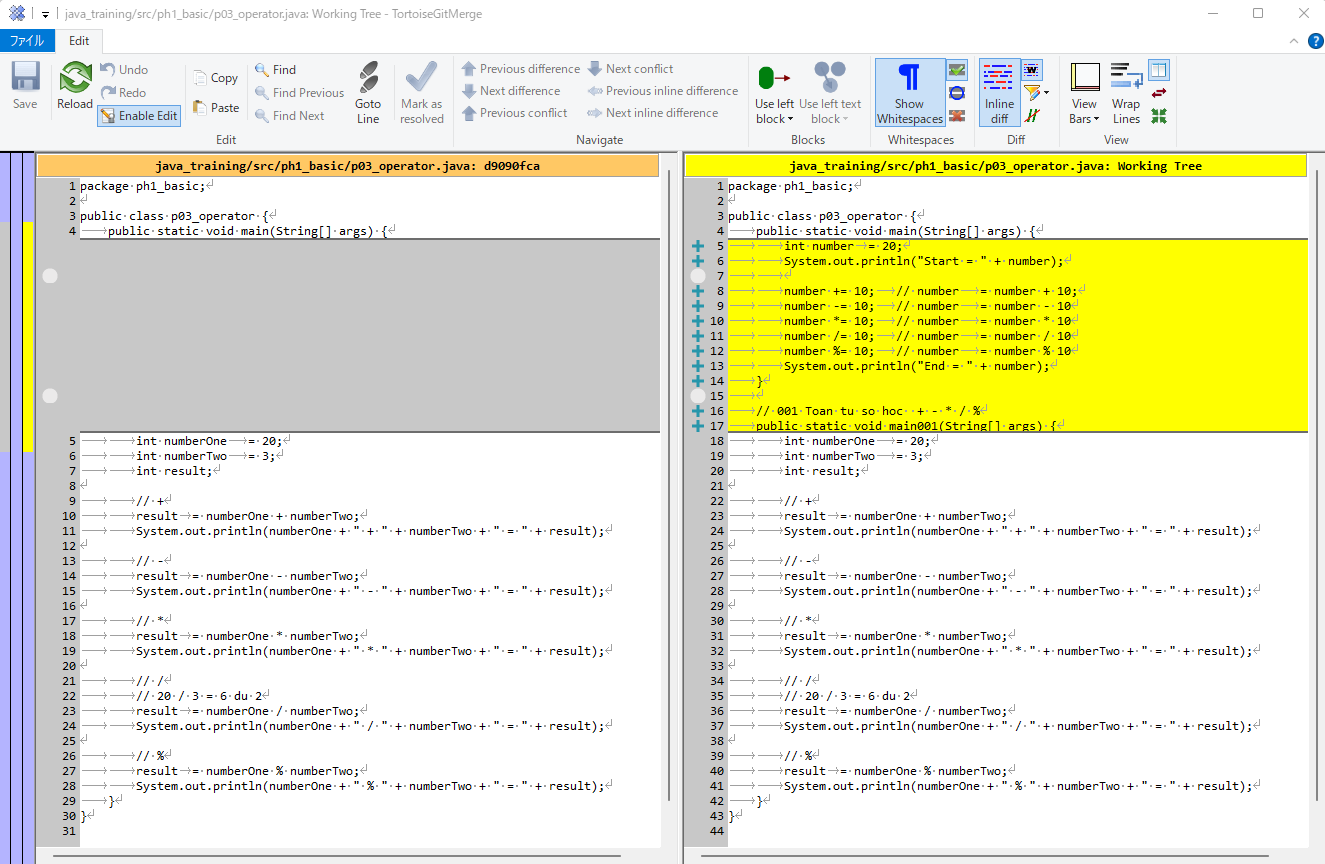 java_training/src/ph1_basic/p03_operator.java: Working Tree - TortoiseGitMerge
ファイル Edit
Save
Reload
Undo
Redo
Enable Edit
Copy
Paste
Find
Find Previous
Find Next
Goto Line
Mark as resolved
Edit
Previous difference
Next difference
Previous conflict
Next conflict
Previous inline difference
Next inline difference
Navigate
Use left block
Use left text block
Blocks
Show Whitespaces
Whitespaces
Inline diff
Diff
View Bars
Wrap Lines
View
java_training/src/ph1_basic/p03_operator.java: d9090fca
1 package ph1_basic;
2
3 public class p03_operator {
4 public static void main(String[] args) {
5 int numberOne = 20;
6 int numberTwo = 3;
7 int result;
8
9 // +
10 result = numberOne + numberTwo;
11 System.out.println(numberOne + " + " + numberTwo + " = " + result);
12
13 // -
14 result = numberOne - numberTwo;
15 System.out.println(numberOne + " - " + numberTwo + " = " + result);
16
17 // *
18 result = numberOne * numberTwo;
19 System.out.println(numberOne + " * " + numberTwo + " = " + result);
20
21 // /
22 // 20 / 3 = 6 du 2
23 result = numberOne / numberTwo;
24 System.out.println(numberOne + " / " + numberTwo + " = " + result);
25
26 // %
27 result = numberOne % numberTwo;
28 System.out.println(numberOne + " % " + numberTwo + " = " + result);
29 }
30 }
31
java_training/src/ph1_basic/p03_operator.java: Working Tree
1 package ph1_basic;
2
3 public class p03_operator {
4 public static void main(String[] args) {
5 int number = 20;
6 System.out.println("Start = " + number);
7
8 number += 10; // number = number + 10;
9 number -= 10; // number = number - 10
10 number *= 10; // number = number * 10
11 number /= 10; // number = number / 10
12 number %= 10; // number = number % 10
13 System.out.println("End = " + number);
14 }
15
16 // 001 Toan tu so hoc + - * / %
17 public static void main001(String[] args) {
18 int numberOne = 20;
19 int numberTwo = 3;
20 int result;
21
22 // +
23 result = numberOne + numberTwo;
24 System.out.println(numberOne + " + " + numberTwo + " = " + result);
25
26 // -
27 result = numberOne - numberTwo;
28 System.out.println(numberOne + " - " + numberTwo + " = " + result);
29
30 // *
31 result = numberOne * numberTwo;
32 System.out.println(numberOne + " * " + numberTwo + " = " + result);
33
34 // /
35 // 20 / 3 = 6 du 2
36 result = numberOne / numberTwo;
37 System.out.println(numberOne + " / " + numberTwo + " = " + result);
38
39 // %
40 result = numberOne % numberTwo;
41 System.out.println(numberOne + " % " + numberTwo + " = " + result);
42 }
43 }
44